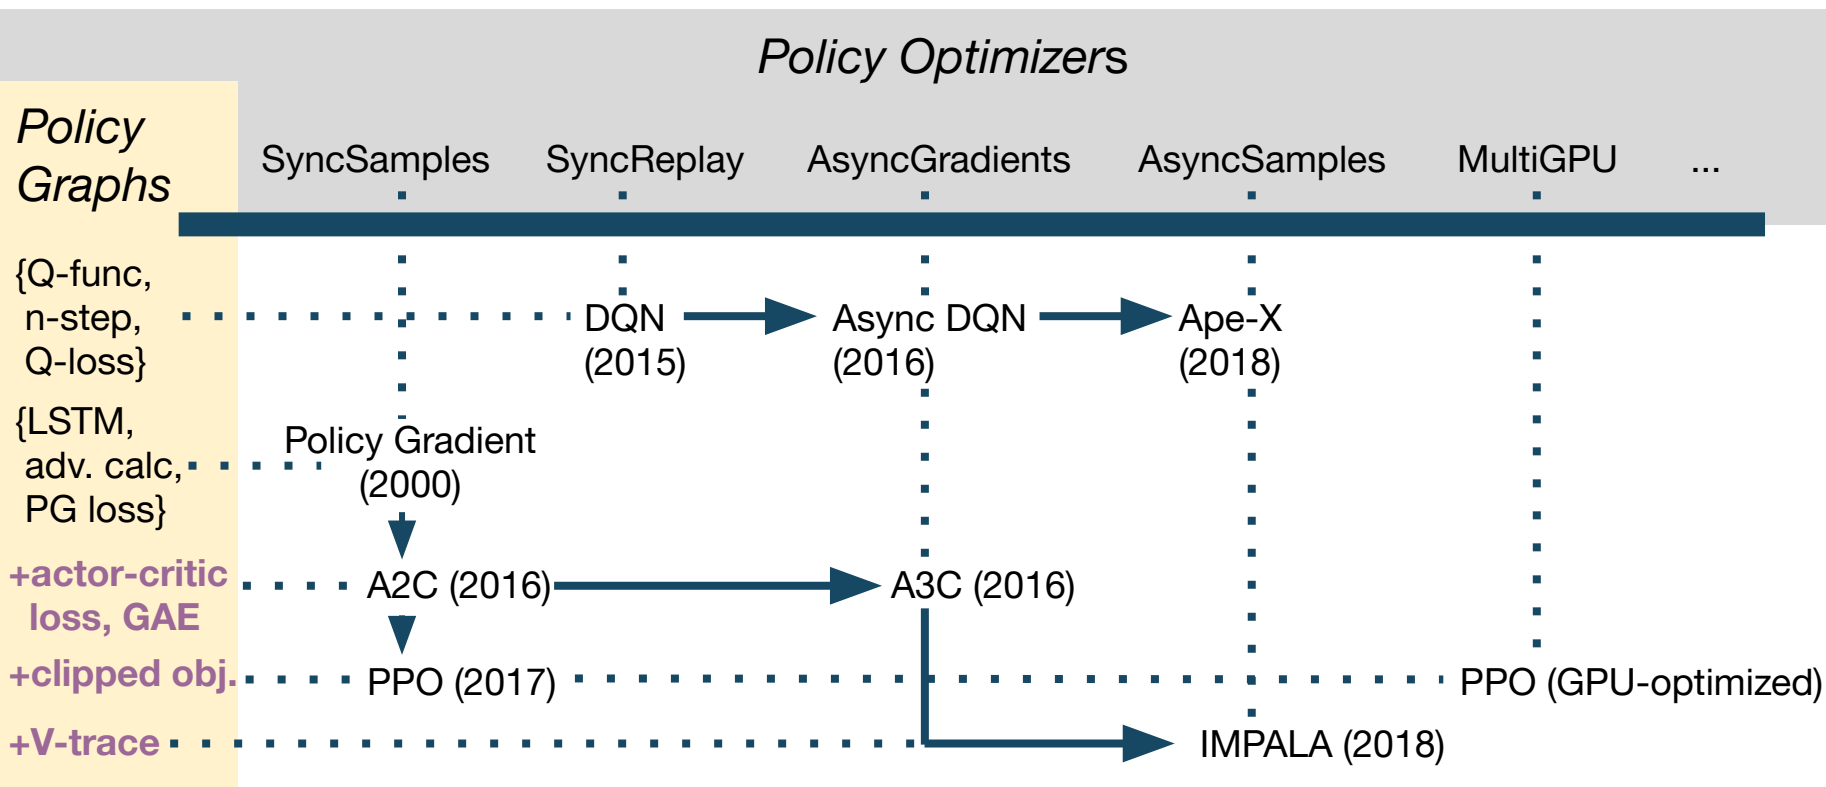 Policy Optimizers
Policy
Graphs
SyncSamples SyncReplay AsyncGradients AsyncSamples MultiGPU ...
{Q-func,
n-step,
Q-loss}
DQN
(2015)
Async DQN
(2016)
Ape-X
(2018)
{LSTM,
adv. calc,
PG loss}
Policy Gradient
(2000)
+actor-critic
loss, GAE
A2C (2016)
A3C (2016)
+clipped obj.
PPO (2017)
PPO (GPU-optimized)
+V-trace
IMPALA (2018)